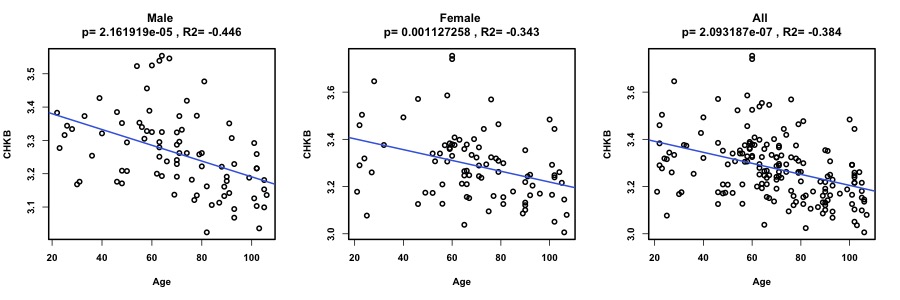 Male
p= 2.161919e-05 , R2= -0.446
CHKB
3.5
3.4
3.3
3.2
3.1
20 40 60 80 100
Age
Female
p= 0.001127258 , R2= -0.343
CHKB
3.6
3.4
3.2
3.0
20 40 60 80 100
Age
All
p= 2.093187e-07 , R2= -0.384
CHKB
3.6
3.4
3.2
3.0
20 40 60 80 100
Age